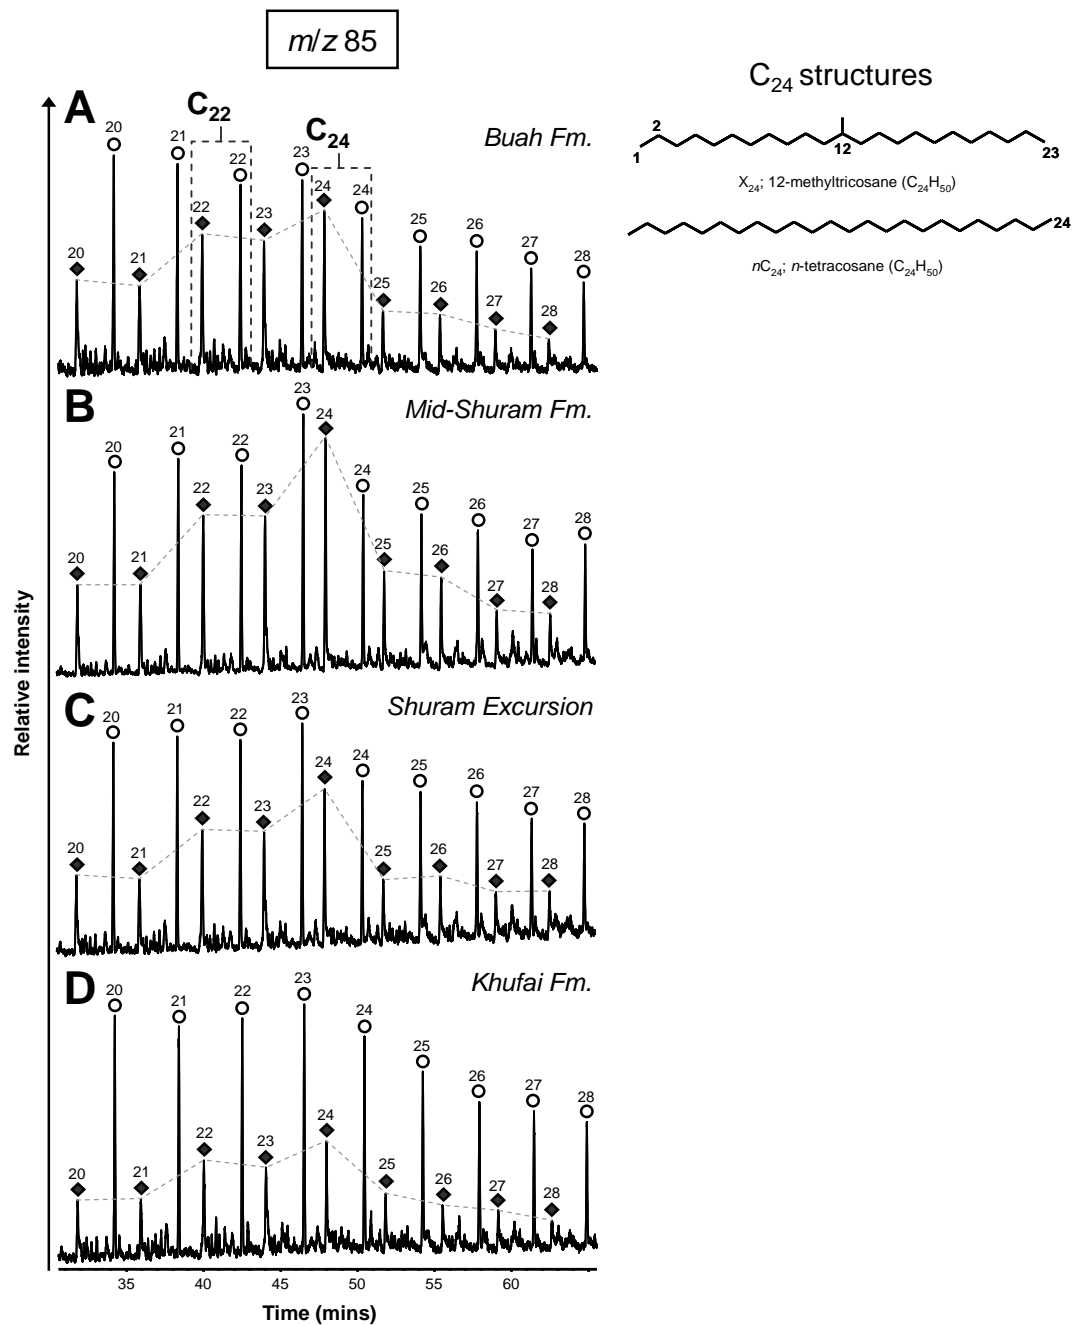 m/z 85
C24 structures
A
Buah Fm.
C22
C24
20 21 22 23 24 25 26 27 28
20 21 22 23 24 25 26 27 28
1 2 12 23
X24; 12-methyltricosane (C24H50)
24
nC24; n-tetracosane (C24H50)
B
Mid-Shuram Fm.
20 21 22 23 24 25 26 27 28
20 21 22 23 24 25 26 27 28
Relative intensity
C
Shuram Excursion
20 21 22 23 24 25 26 27 28
20 21 22 23 24 25 26 27 28
D
Khufai Fm.
20 21 22 23 24 25 26 27 28
20 21 22 23 24 25 26 27 28
35 40 45 50 55 60
Time (mins)